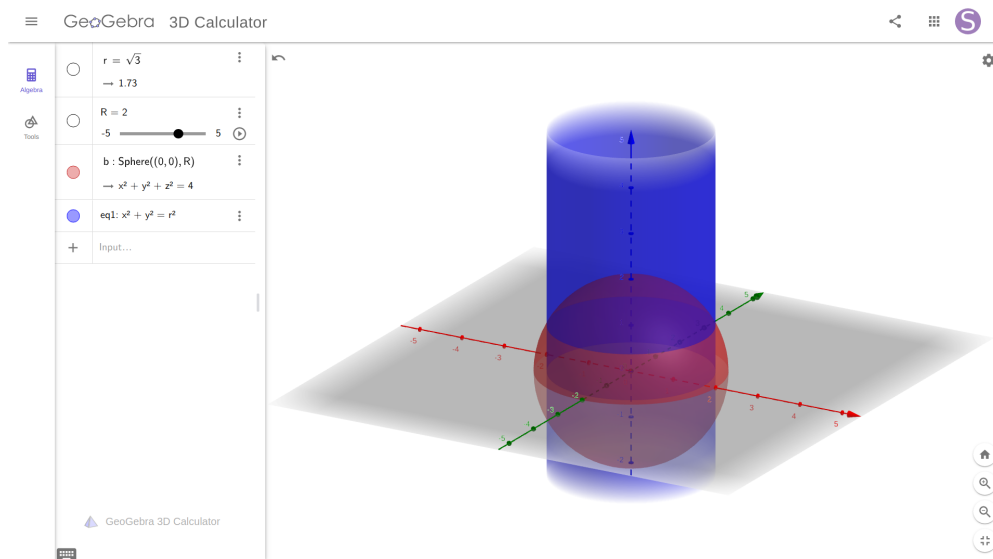 GeoGebra 3D Calculator
S
r = √3
→ 1.73
Algebra
R = 2
-5 5
Tools
b : Sphere((0, 0), R)
→ x² + y² + z² = 4
eq1: x² + y² = r²
+ Input...
5
5
4
-5
-4
-3
2
3
4
5
-2
-3
-4
-5
-2
GeoGebra 3D Calculator